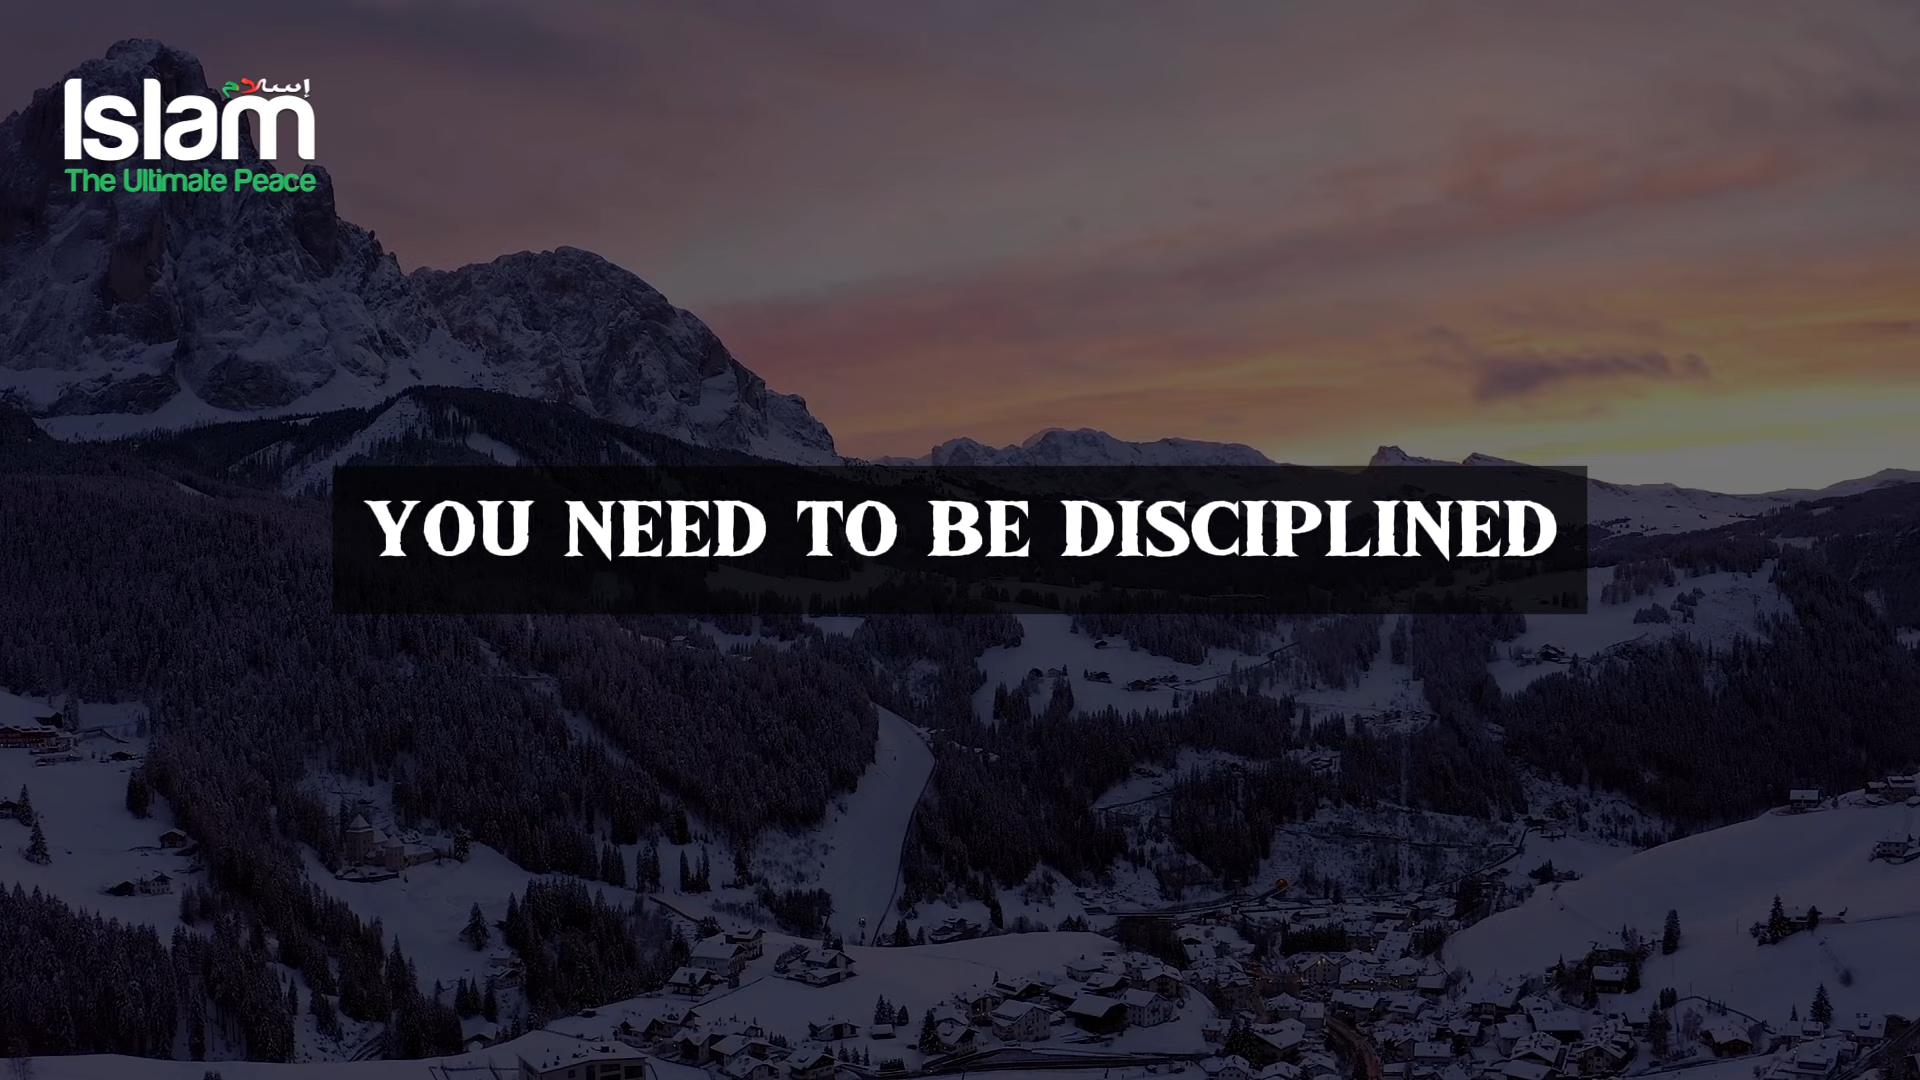 إسلام
Islam
The Ultimate Peace
YOU NEED TO BE DISCIPLINED